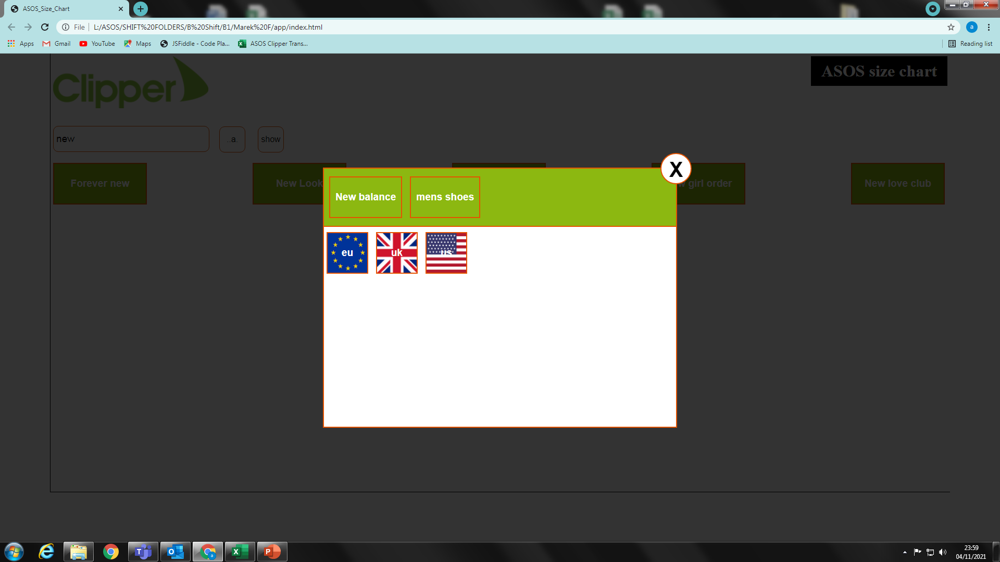 ASOS_Size_Chart
File
L:/ASOS/SHIFT%20FOLDERS/B%20Shift/B1/Marek%20F/app/index.html
a
Apps
Gmail
YouTube
Maps
JSFiddle - Code Pla...
ASOS Clipper Trans...
Reading list
Clipper
ASOS size chart
new
..a.
show
X
Forever new
New Look
girl order
New love club
New balance
mens shoes
eu
uk
us
23:59
04/11/2021